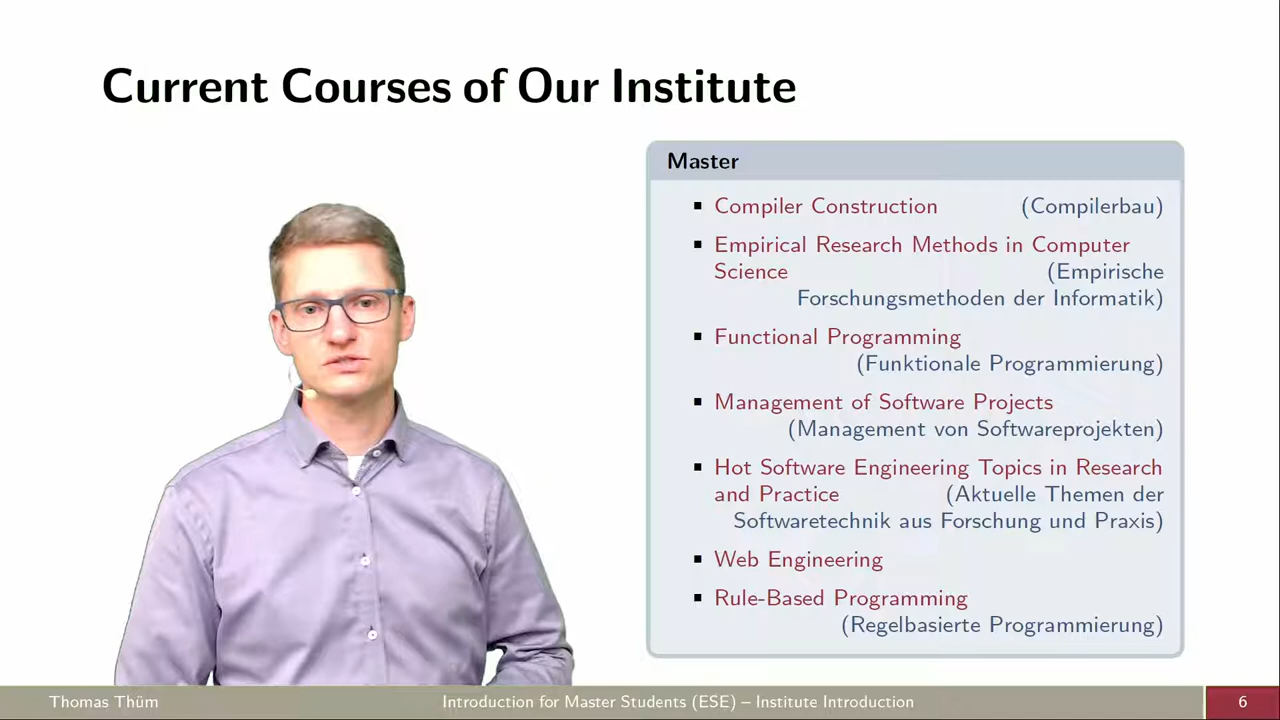 Current Courses of Our Institute
Master
Compiler Construction (Compilerbau)
Empirical Research Methods in Computer
Science (Empirische
Forschungsmethoden der Informatik)
Functional Programming
(Funktionale Programmierung)
Management of Software Projects
(Management von Softwareprojekten)
Hot Software Engineering Topics in Research
and Practice (Aktuelle Themen der
Softwaretechnik aus Forschung und Praxis)
Web Engineering
Rule-Based Programming
(Regelbasierte Programmierung)
Thomas Thüm Introduction for Master Students (ESE) – Institute Introduction 6